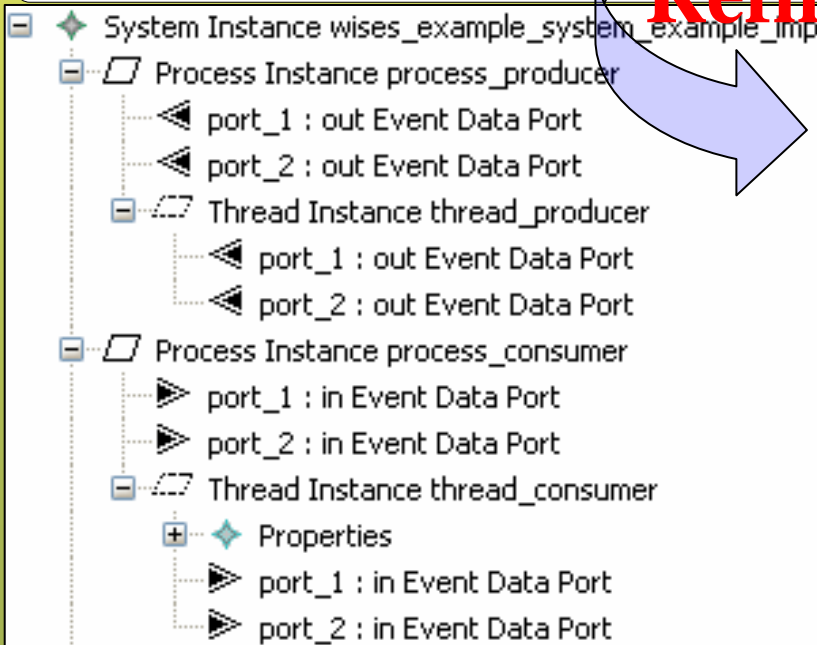 System Instance wises_example_system_example_imp
Process Instance process_producer
port_1 : out Event Data Port
port_2 : out Event Data Port
Thread Instance thread_producer
port_1 : out Event Data Port
port_2 : out Event Data Port
Process Instance process_consumer
port_1 : in Event Data Port
port_2 : in Event Data Port
Thread Instance thread_consumer
Properties
port_1 : in Event Data Port
port_2 : in Event Data Port